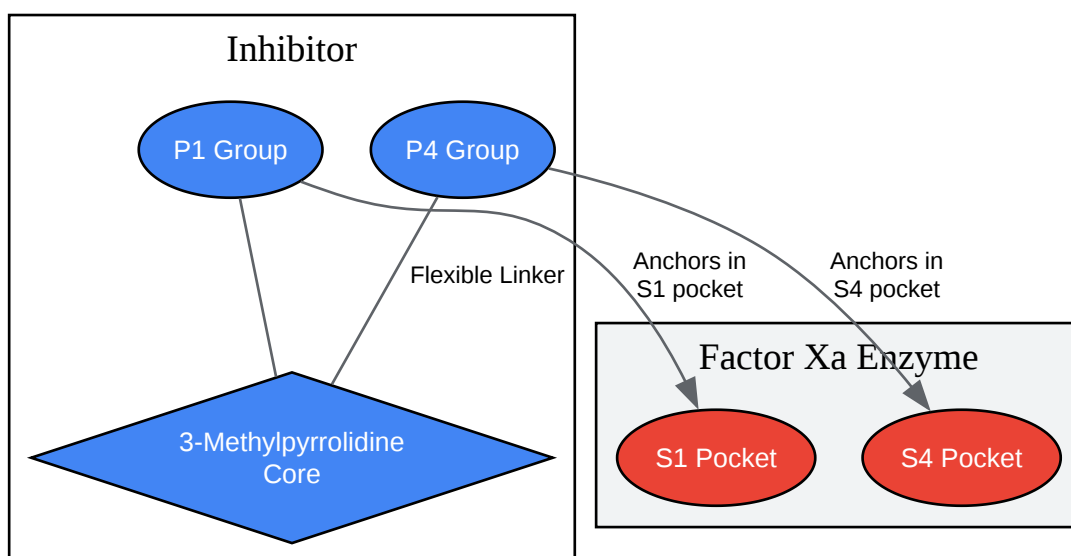 Inhibitor
P1 Group
P4 Group
Flexible Linker
Anchors in
S1 pocket
Anchors in
S4 pocket
Factor Xa Enzyme
3-Methylpyrrolidine
Core
S1 Pocket
S4 Pocket